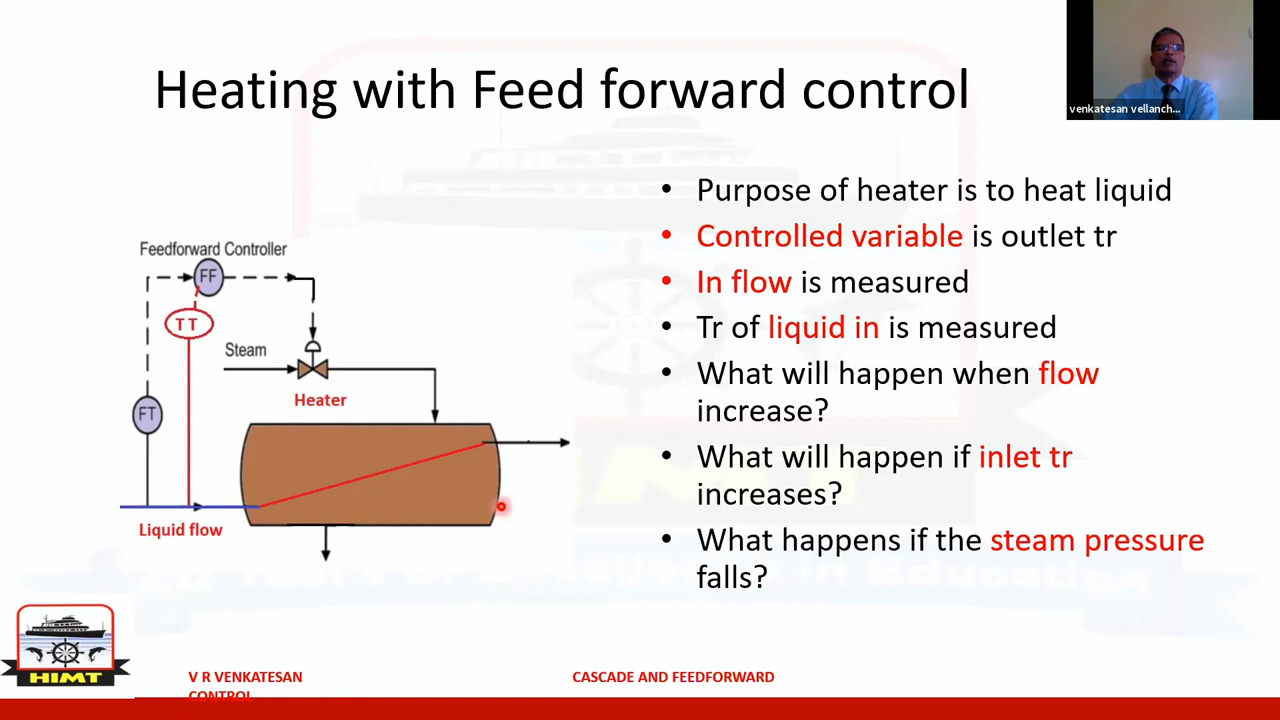 Heating with Feed forward control
venkatesan vellanch...
• Purpose of heater is to heat liquid
• Controlled variable is outlet tr
• In flow is measured
• Tr of liquid in is measured
• What will happen when flow
increase?
• What will happen if inlet tr
increases?
• What happens if the steam pressure
falls?
Feedforward Controller
FF
TT
Steam
Heater
FT
Liquid flow
HIMT
V R VENKATESAN
CONTROL
CASCADE AND FEEDFORWARD